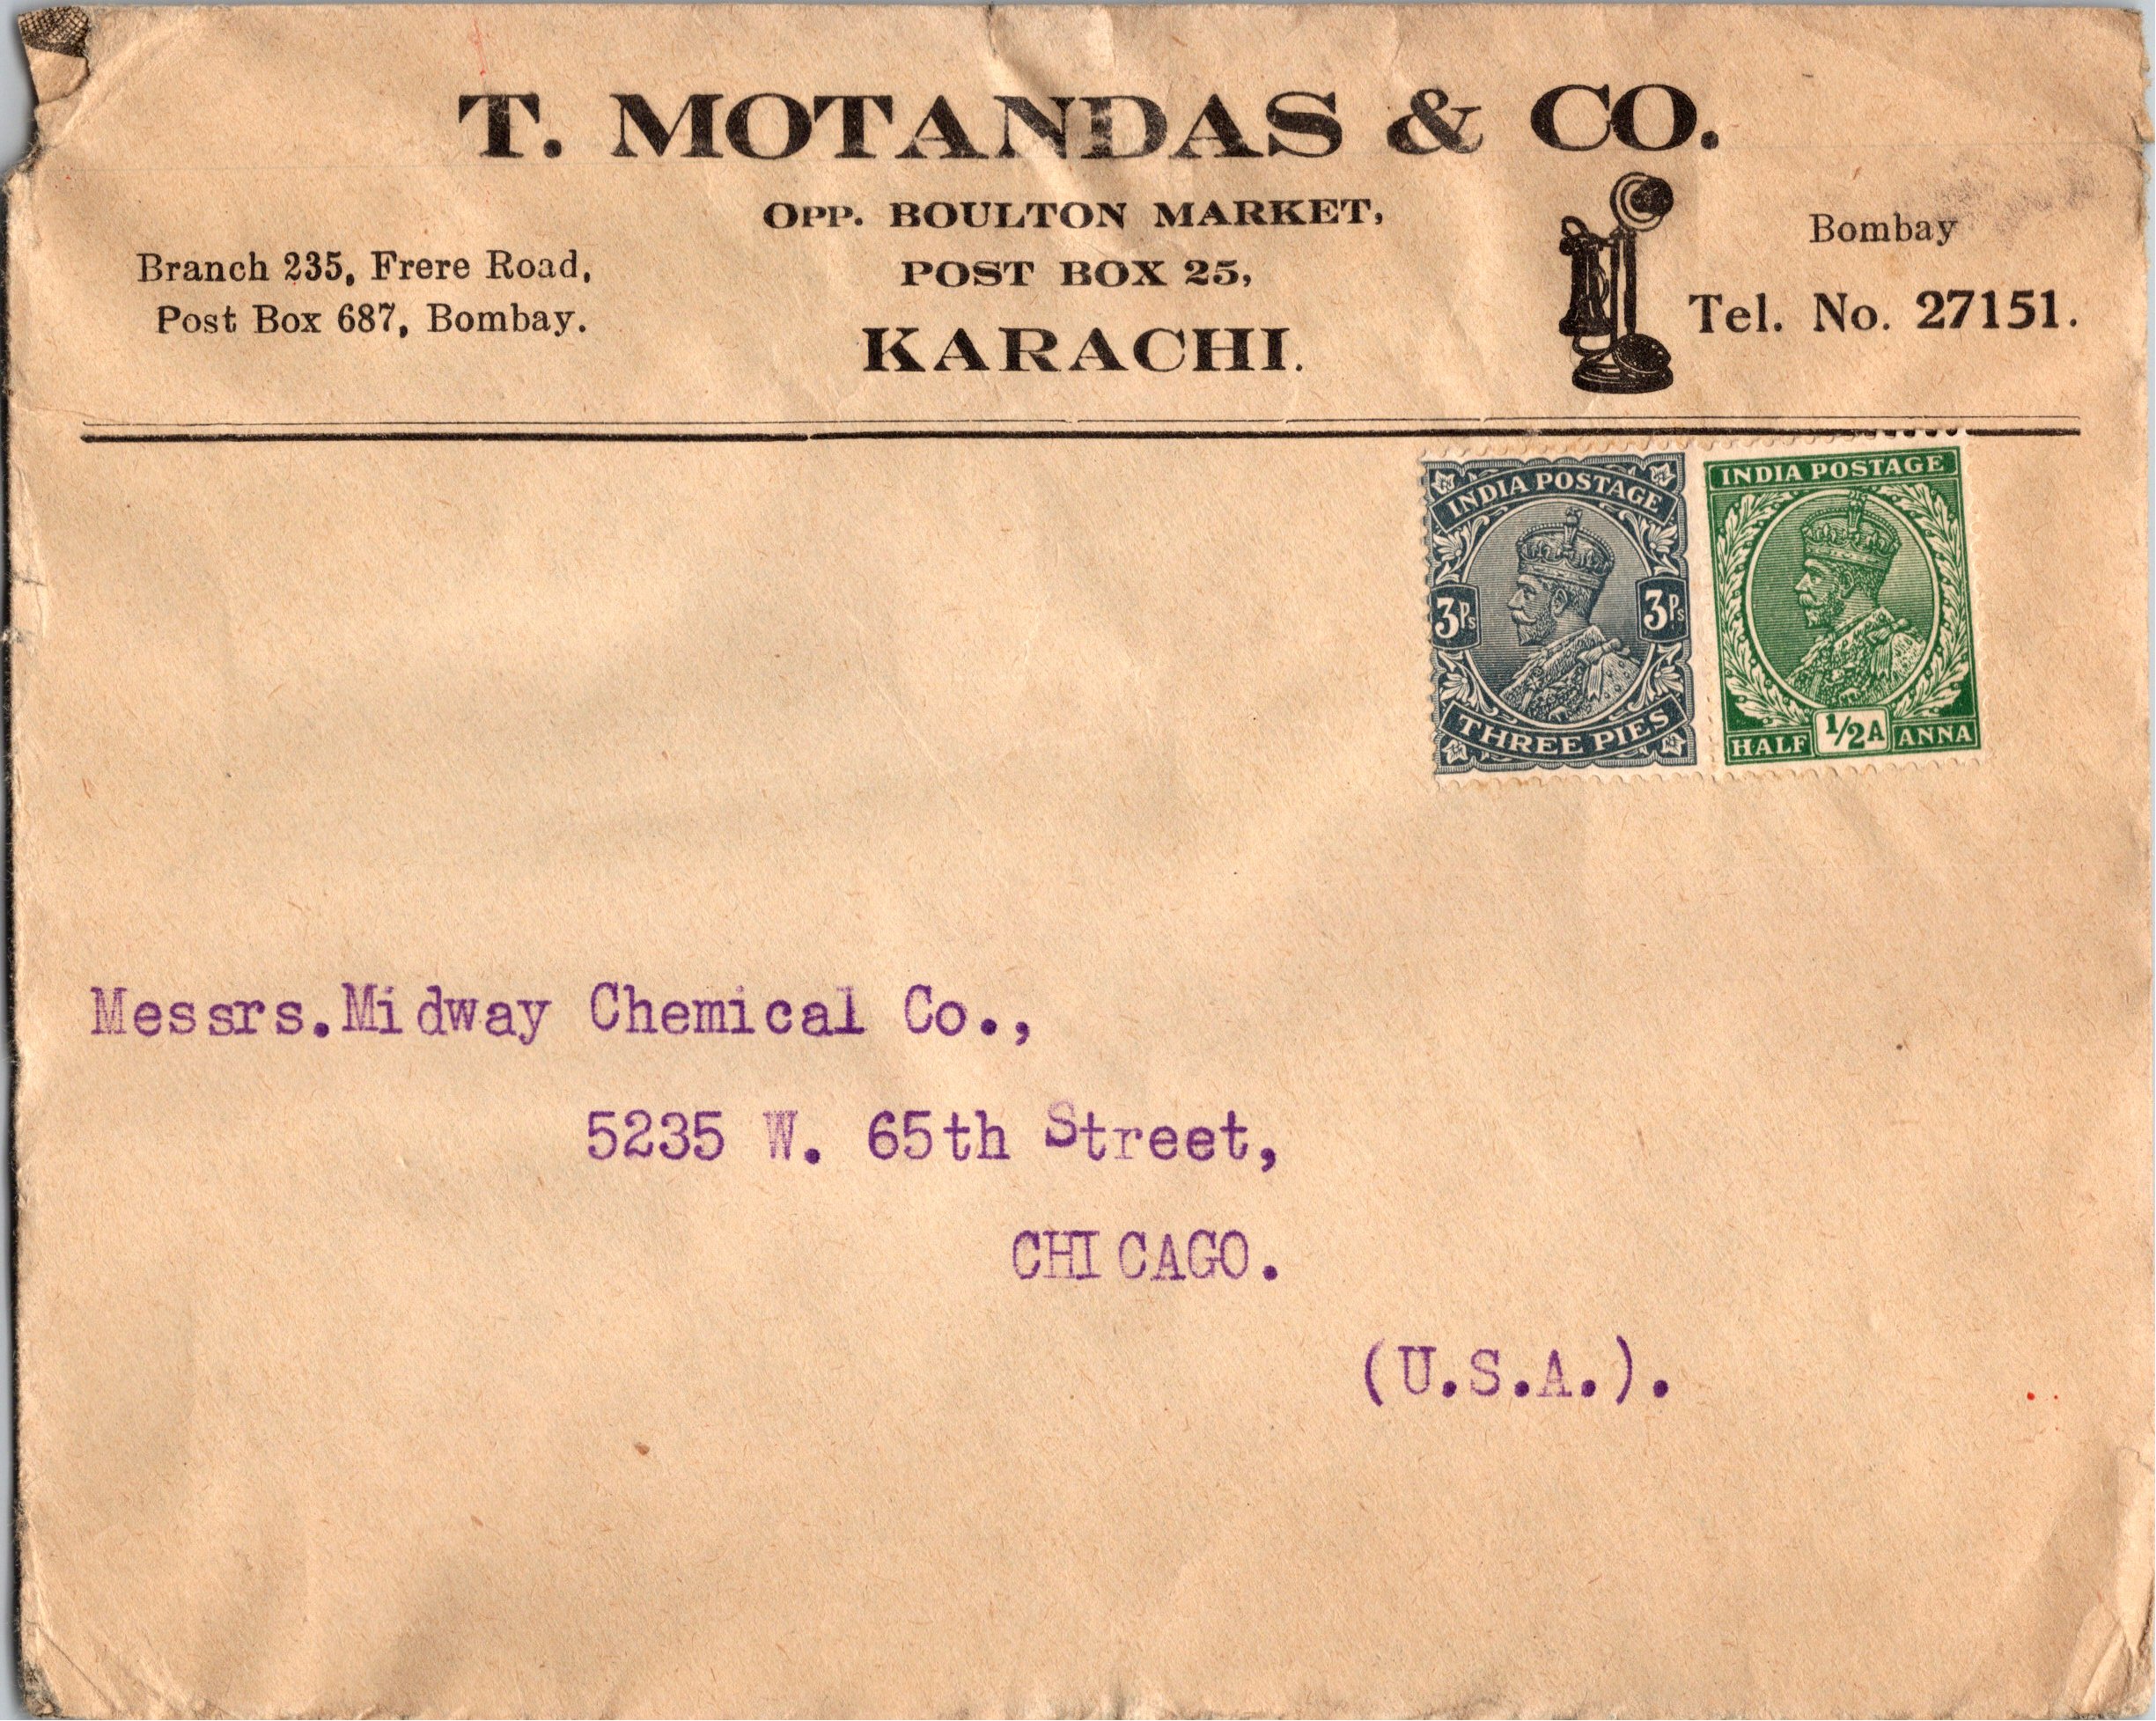 T. MOTANDAS & CO.
OPP. BOULTON MARKET,
POST BOX 25,
KARACHI.
Branch 235, Frere Road,
Post Box 687, Bombay.
Bombay
Tel. No. 27151.
INDIA POSTAGE
3Ps 3Ps
THREE PIES
INDIA POSTAGE
HALF 1/2A ANNA
Messrs.Midway Chemical Co.,
5235 W. 65th Street,
CHICAGO.
(U.S.A.).